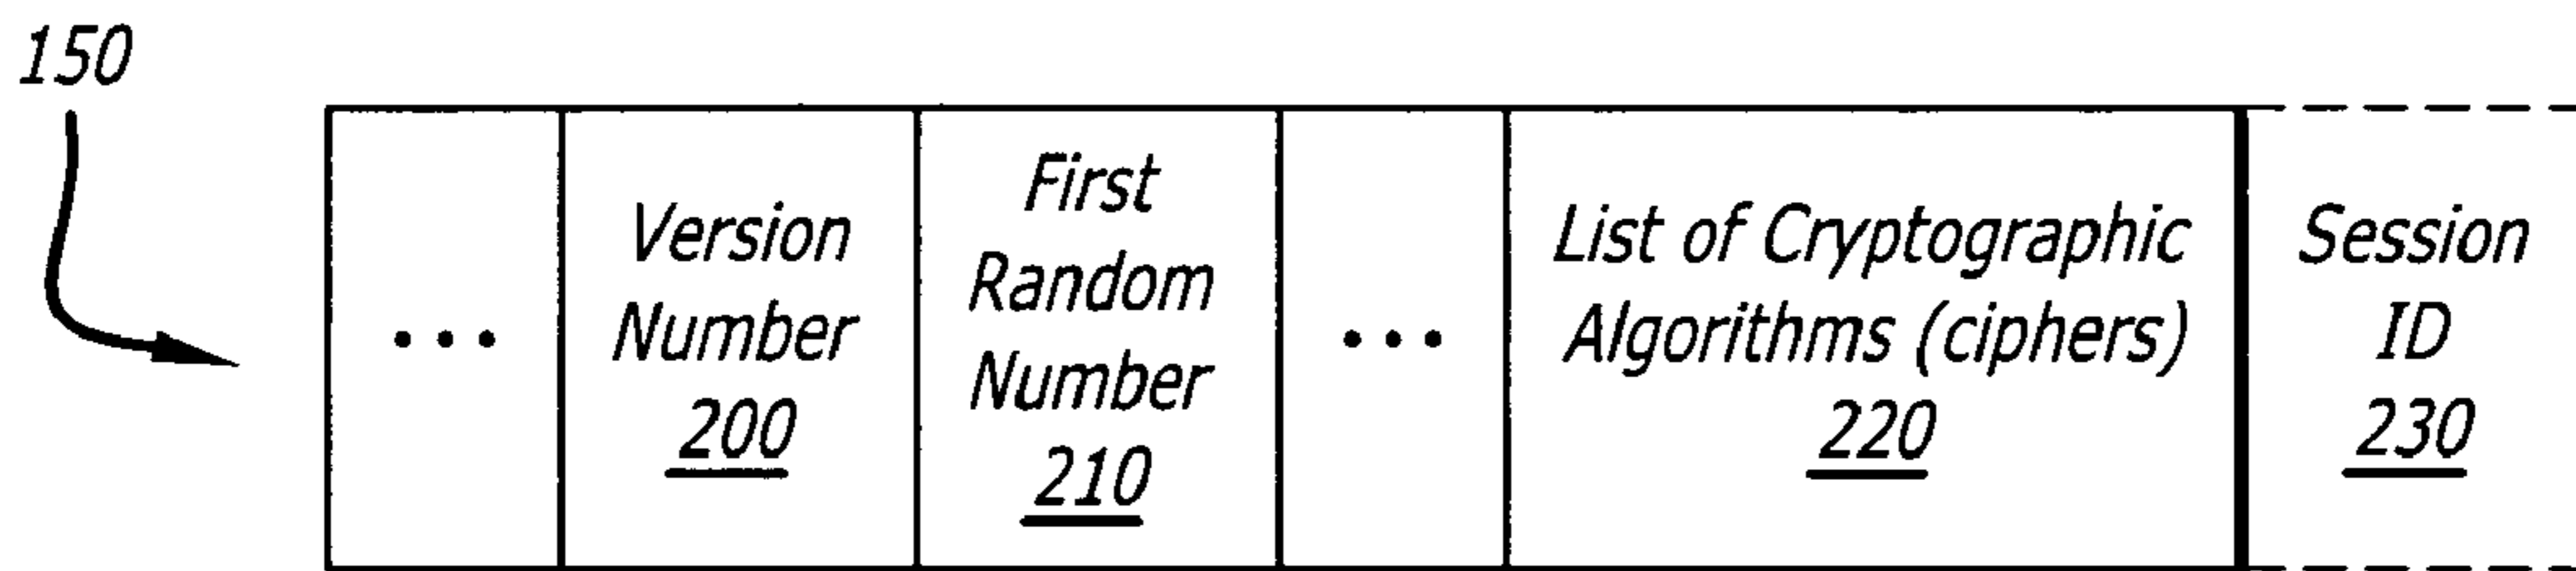 150
...
Version
Number
200
First
Random
Number
210
...
List of Cryptographic
Algorithms (ciphers)
220
Session
ID
230